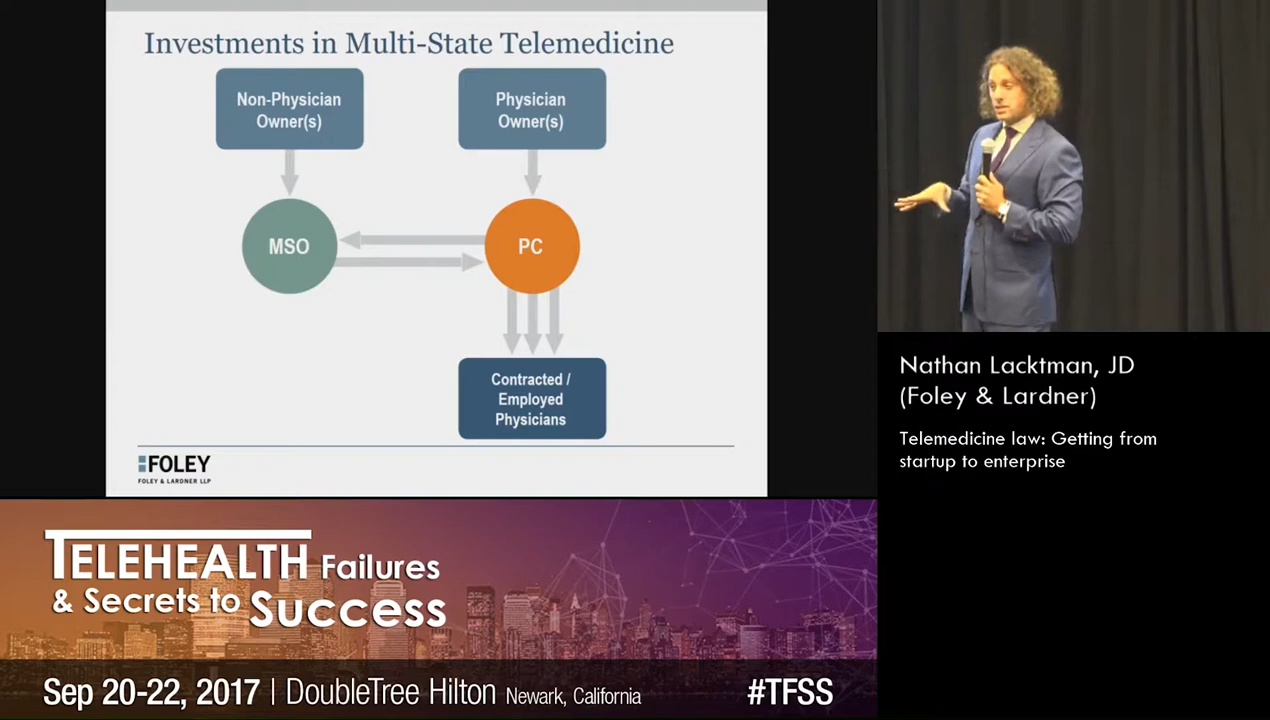 Investments in Multi-State Telemedicine
Non-Physician
Owner(s)
Physician
Owner(s)
MSO
PC
Contracted /
Employed
Physicians
FOLEY
FOLEY & LARDNER LLP
Nathan Lacktman, JD
(Foley & Lardner)
Telemedicine law: Getting from
startup to enterprise
TELEHEALTH Failures
& Secrets to Success
Sep 20-22, 2017 | DoubleTree Hilton Newark, California #TFSS